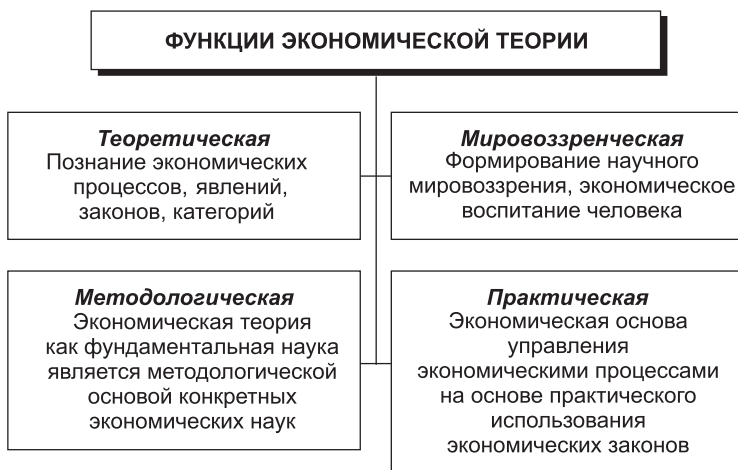 ФУНКЦИИ ЭКОНОМИЧЕСКОЙ ТЕОРИИ
Теоретическая
Познание экономических
процессов, явлений,
законов, категорий
Мировоззренческая
Формирование научного
мировоззрения, экономическое
воспитание человека
Методологическая
Экономическая теория
как фундаментальная наука
является методологической
основой конкретных
экономических наук
Практическая
Экономическая основа
управления
экономическими процессами
на основе практического
использования
экономических законов